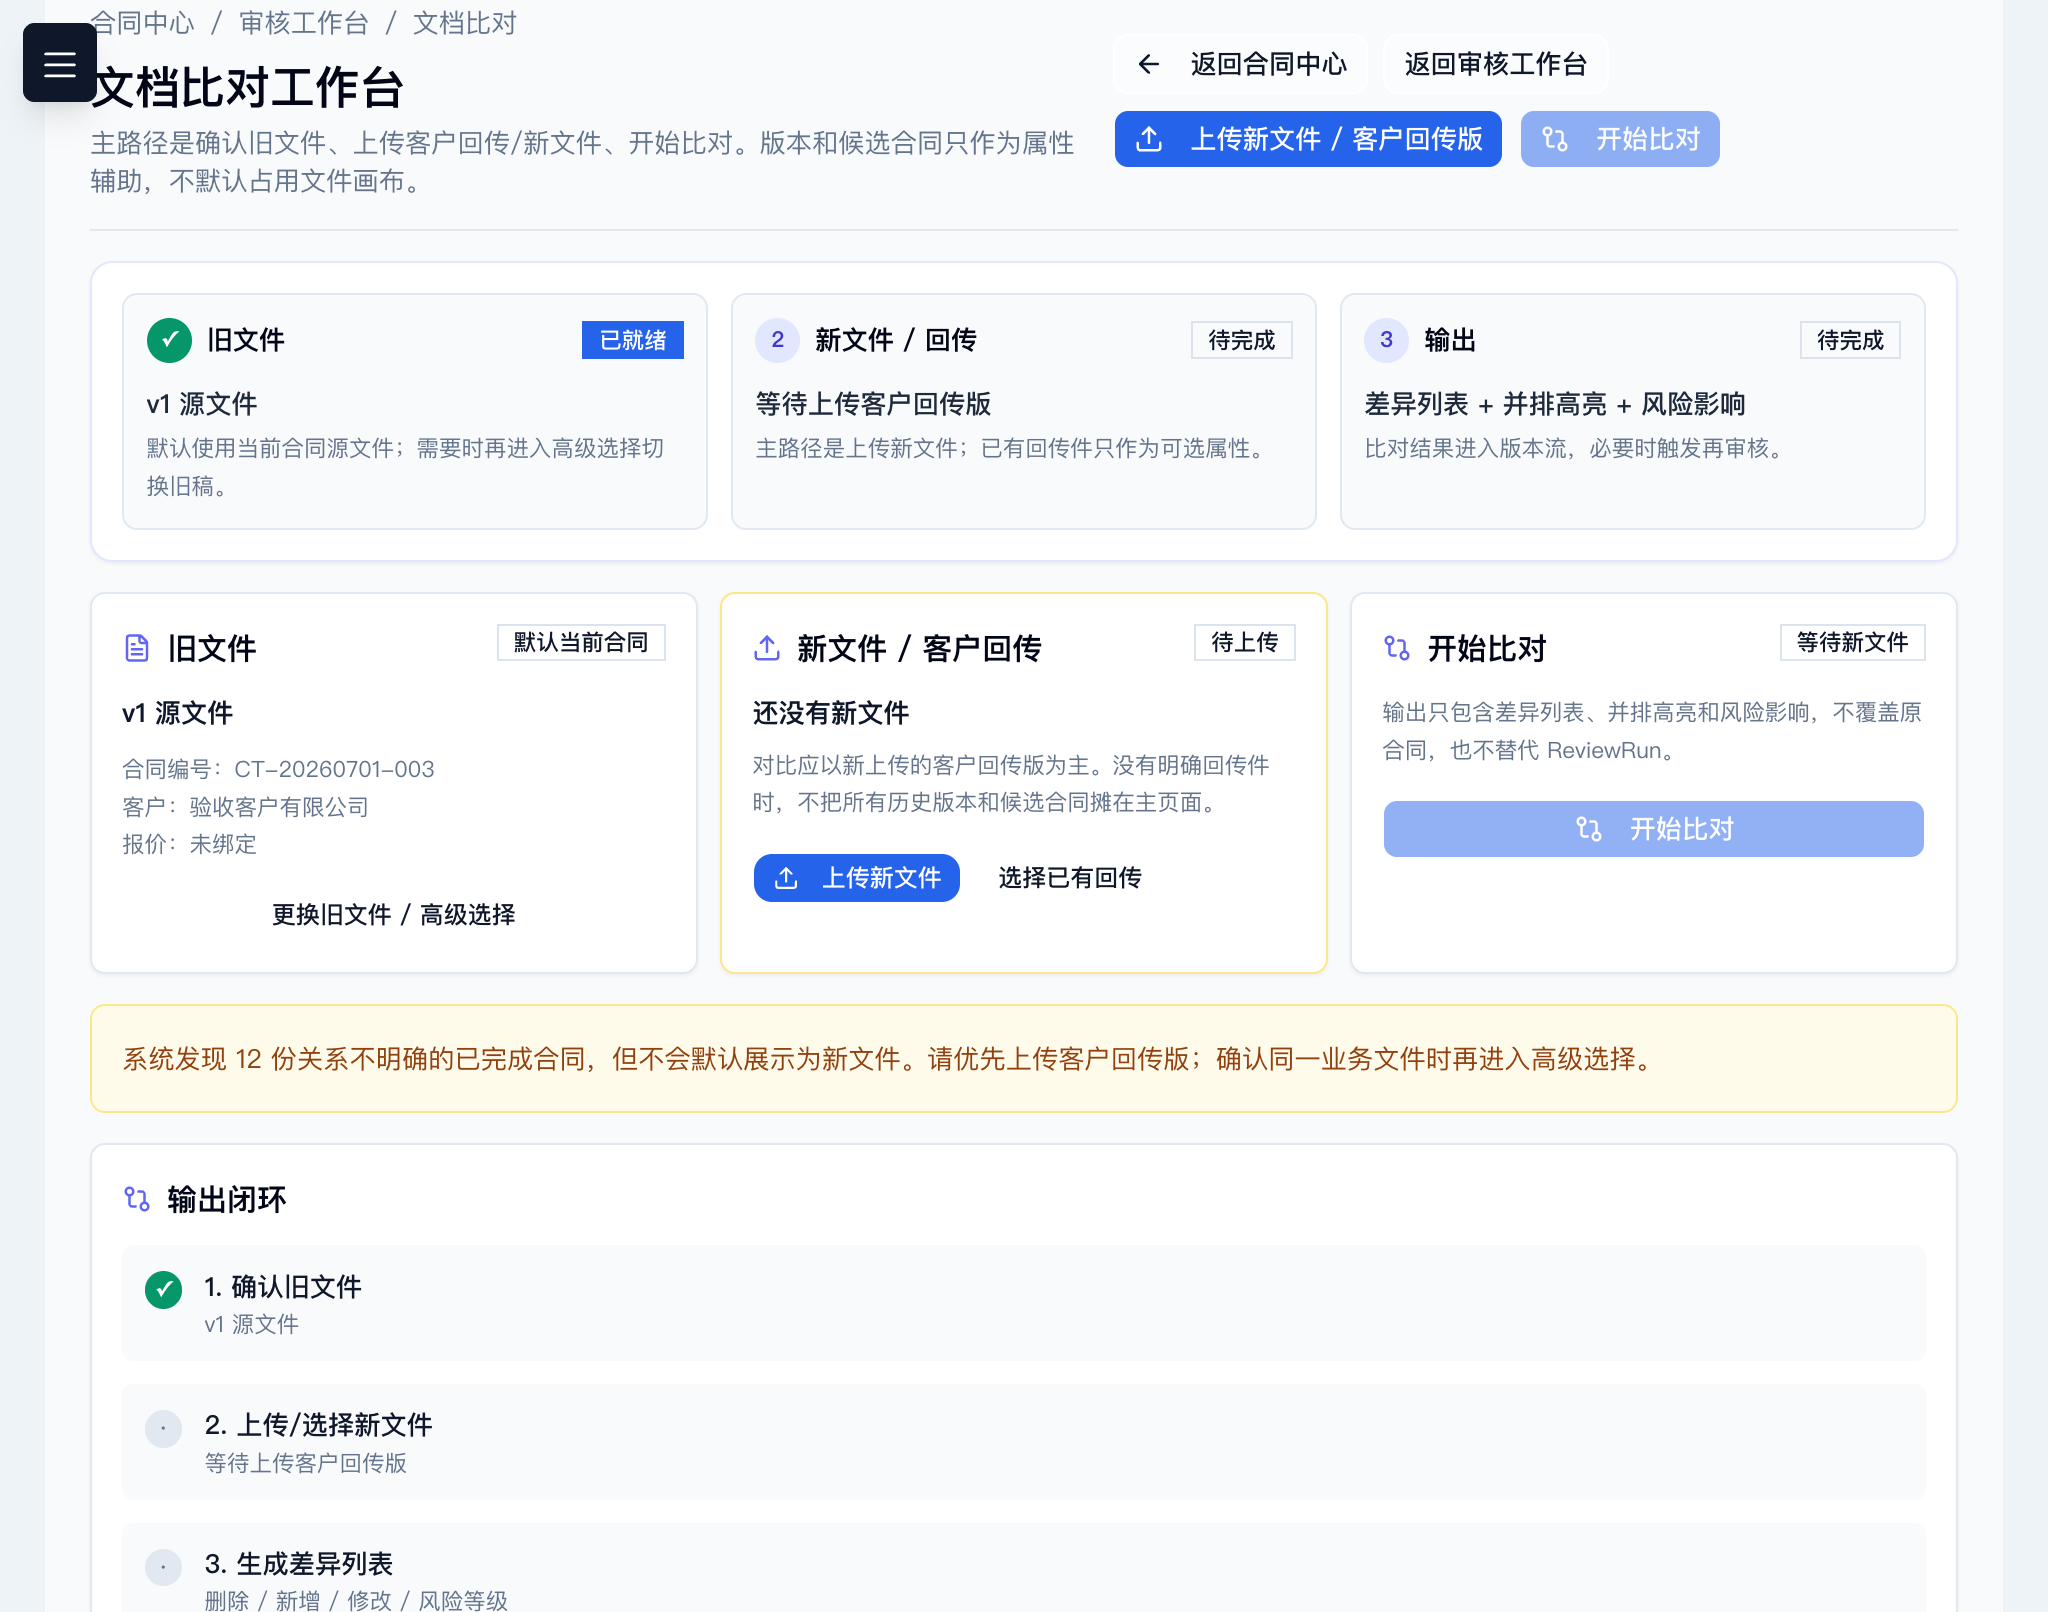 合同中心 / 审核工作台 / 文档比对
文档比对工作台
主路径是确认旧文件、上传客户回传/新文件、开始比对。版本和候选合同只作为属性
辅助，不默认占用文件画布。
返回合同中心
返回审核工作台
上传新文件 / 客户回传版
开始比对
旧文件
已就绪
v1 源文件
默认使用当前合同源文件；需要时再进入高级选择切
换旧稿。
2 新文件 / 回传
待完成
等待上传客户回传版
主路径是上传新文件；已有回传件只作为可选属性。
3 输出
待完成
差异列表 + 并排高亮 + 风险影响
比对结果进入版本流，必要时触发再审核。
旧文件
默认当前合同
v1 源文件
合同编号：CT-20260701-003
客户：验收客户有限公司
报价：未绑定
更换旧文件 / 高级选择
新文件 / 客户回传
待上传
还没有新文件
对比应以新上传的客户回传版为主。没有明确回传件
时，不把所有历史版本和候选合同摊在主页面。
上传新文件
选择已有回传
开始比对
等待新文件
输出只包含差异列表、并排高亮和风险影响，不覆盖原
合同，也不替代 ReviewRun。
开始比对
系统发现 12 份关系不明确的已完成合同，但不会默认展示为新文件。请优先上传客户回传版；确认同一业务文件时再进入高级选择。
输出闭环
1. 确认旧文件
v1 源文件
2. 上传/选择新文件
等待上传客户回传版
3. 生成差异列表
删除 / 新增 / 修改 / 风险等级